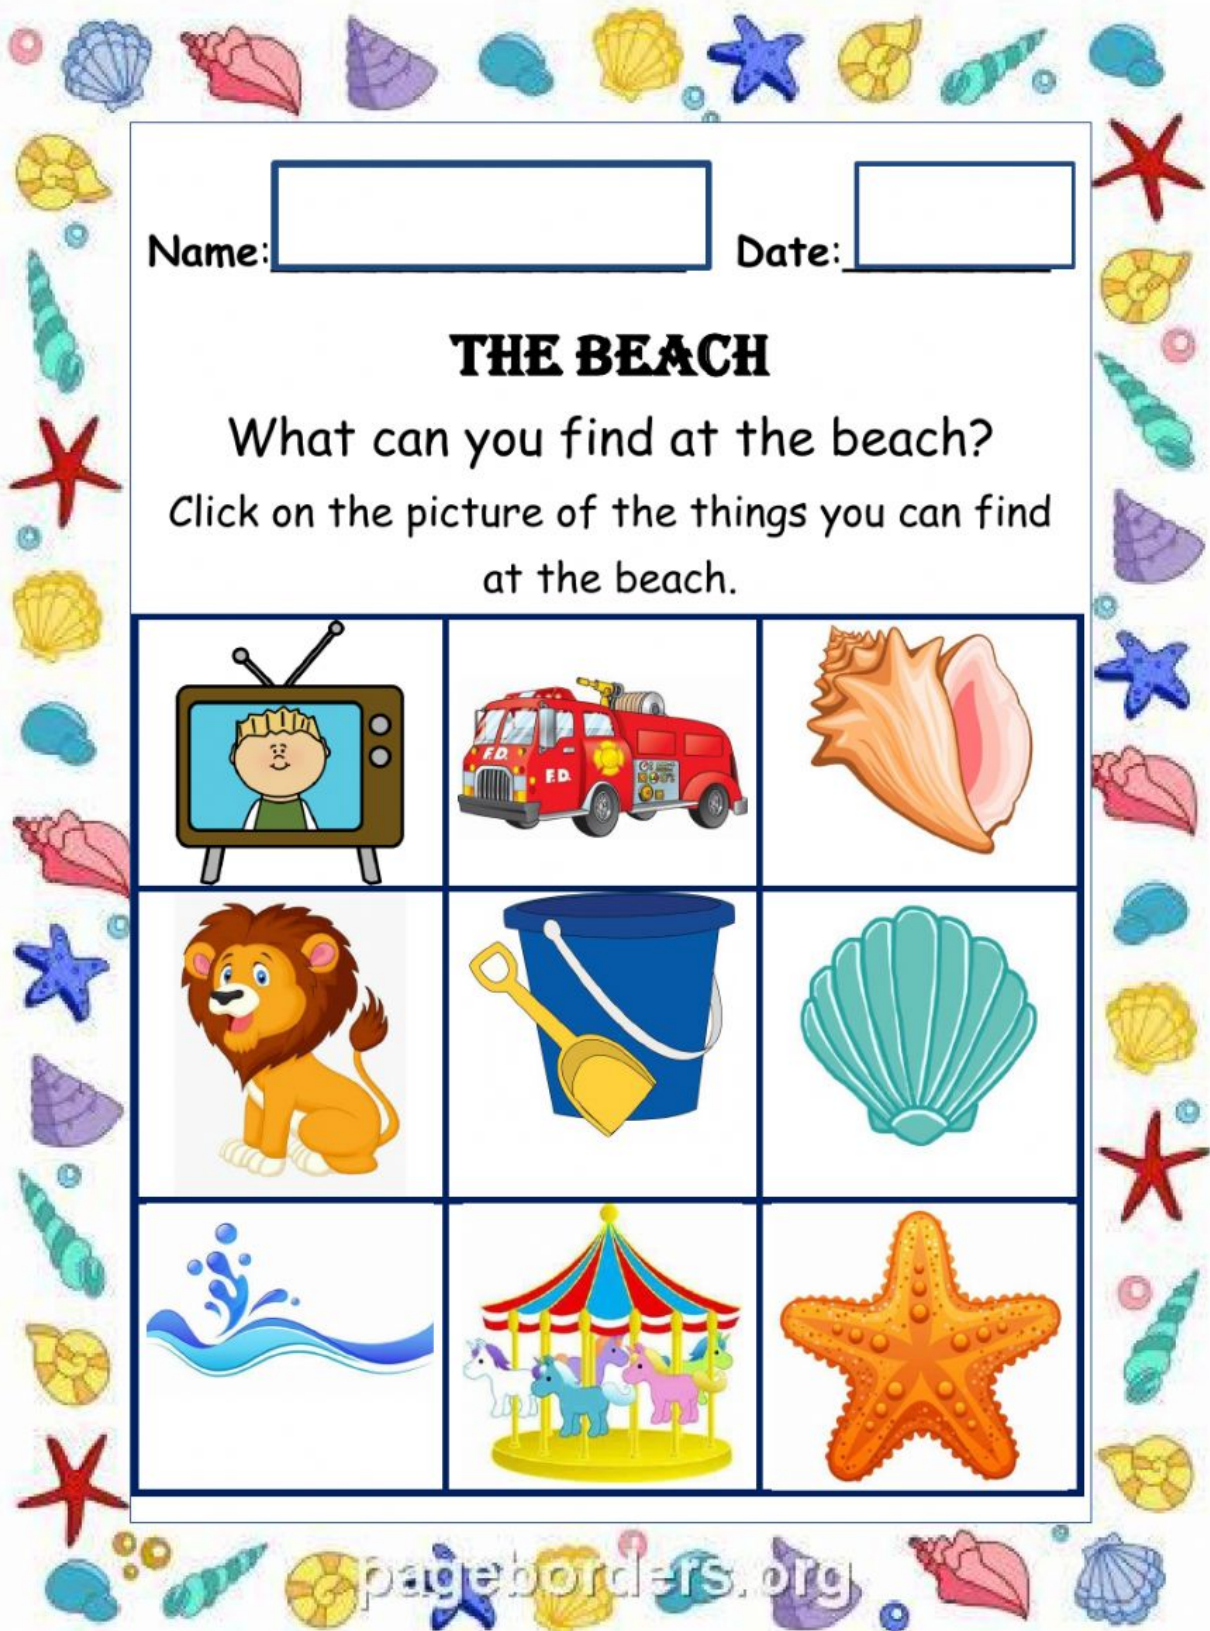 Name:
Date:
THE BEACH
What can you find at the beach?
Click on the picture of the things you can find
at the beach.
F.D.
F.D.
pageborders.org